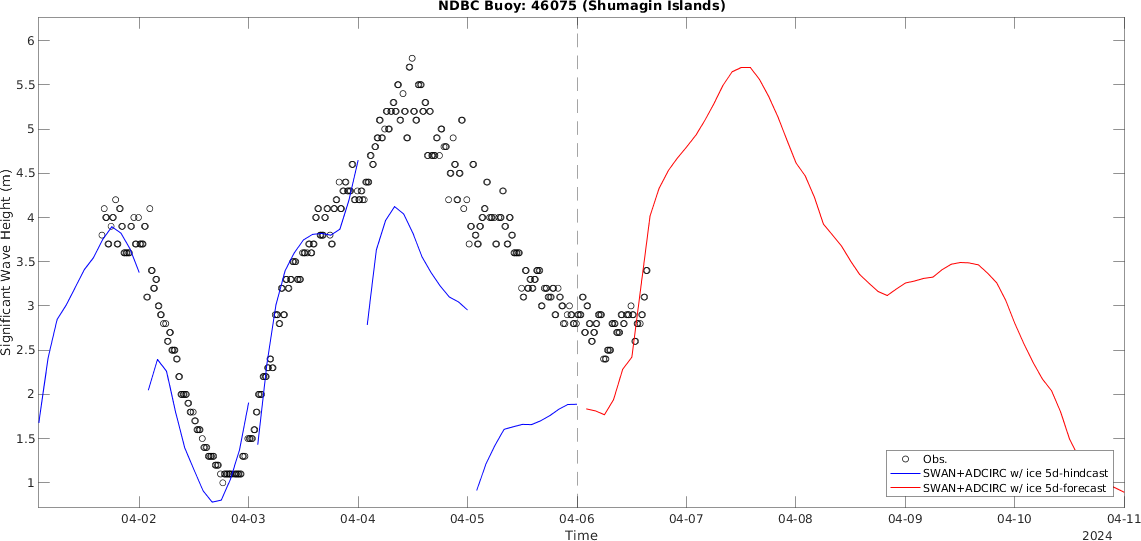 NDBC Buoy: 46075 (Shumagin Islands)
Significant Wave Height (m)
6
5.5
5
4.5
4
3.5
3
2.5
2
1.5
1
Obs.
SWAN+ADCIRC w/ ice 5d-hindcast
SWAN+ADCIRC w/ ice 5d-forecast
04-02 04-03 04-04 04-05 04-06 04-07 04-08 04-09 04-10 04-11
Time
2024